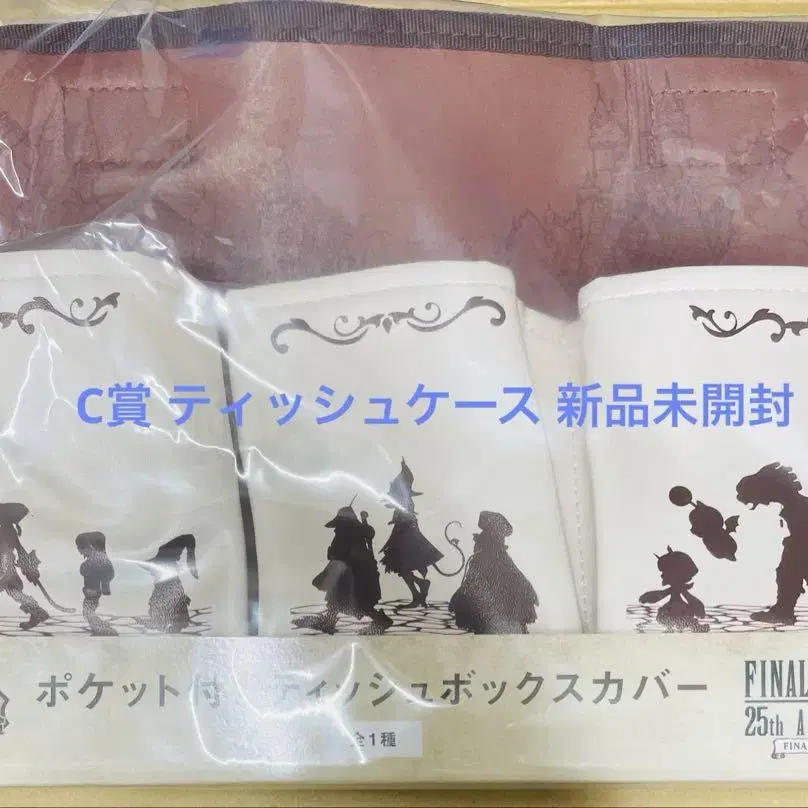 C賞 ティッシュケース 新品未開封
ポケット付 ティッシュボックスカバー
全1種
FINAL
25th A
FINA